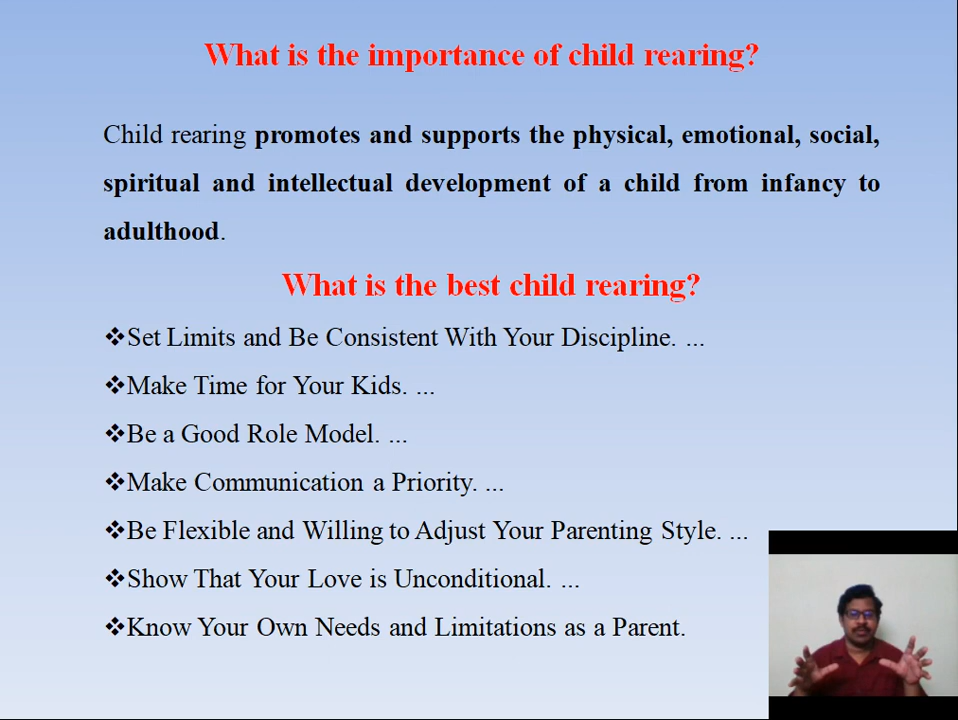 What is the importance of child rearing?
Child rearing promotes and supports the physical, emotional, social,
spiritual and intellectual development of a child from infancy to
adulthood.
What is the best child rearing?
❖Set Limits and Be Consistent With Your Discipline. ...
❖Make Time for Your Kids. ...
❖Be a Good Role Model. ...
❖Make Communication a Priority. ...
❖Be Flexible and Willing to Adjust Your Parenting Style. ...
❖Show That Your Love is Unconditional. ...
❖Know Your Own Needs and Limitations as a Parent.